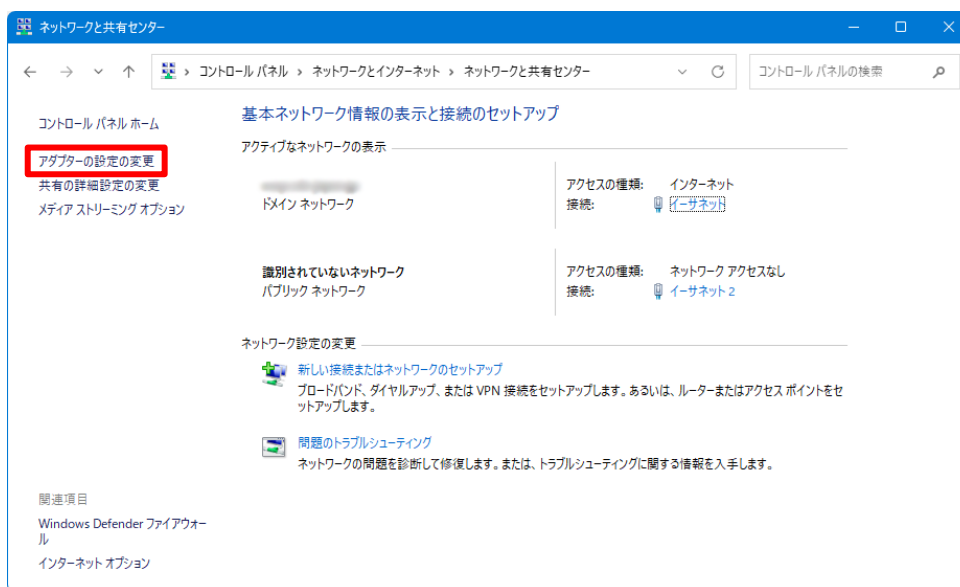 ネットワークと共有センター
コントロール パネル › ネットワークとインターネット › ネットワークと共有センター
コントロール パネルの検索
コントロール パネル ホーム
アダプターの設定の変更
共有の詳細設定の変更
メディア ストリーミング オプション
基本ネットワーク情報の表示と接続のセットアップ
アクティブなネットワークの表示
ドメイン ネットワーク
アクセスの種類: インターネット
接続: イーサネット
識別されていないネットワーク
パブリック ネットワーク
アクセスの種類: ネットワーク アクセスなし
接続: イーサネット 2
ネットワーク設定の変更
新しい接続またはネットワークのセットアップ
ブロードバンド、ダイヤルアップ、または VPN 接続をセットアップします。あるいは、ルーターまたはアクセス ポイントをセ
ットアップします。
問題のトラブルシューティング
ネットワークの問題を診断して修復します。または、トラブルシューティングに関する情報を入手します。
関連項目
Windows Defender ファイアウォー
ル
インターネット オプション